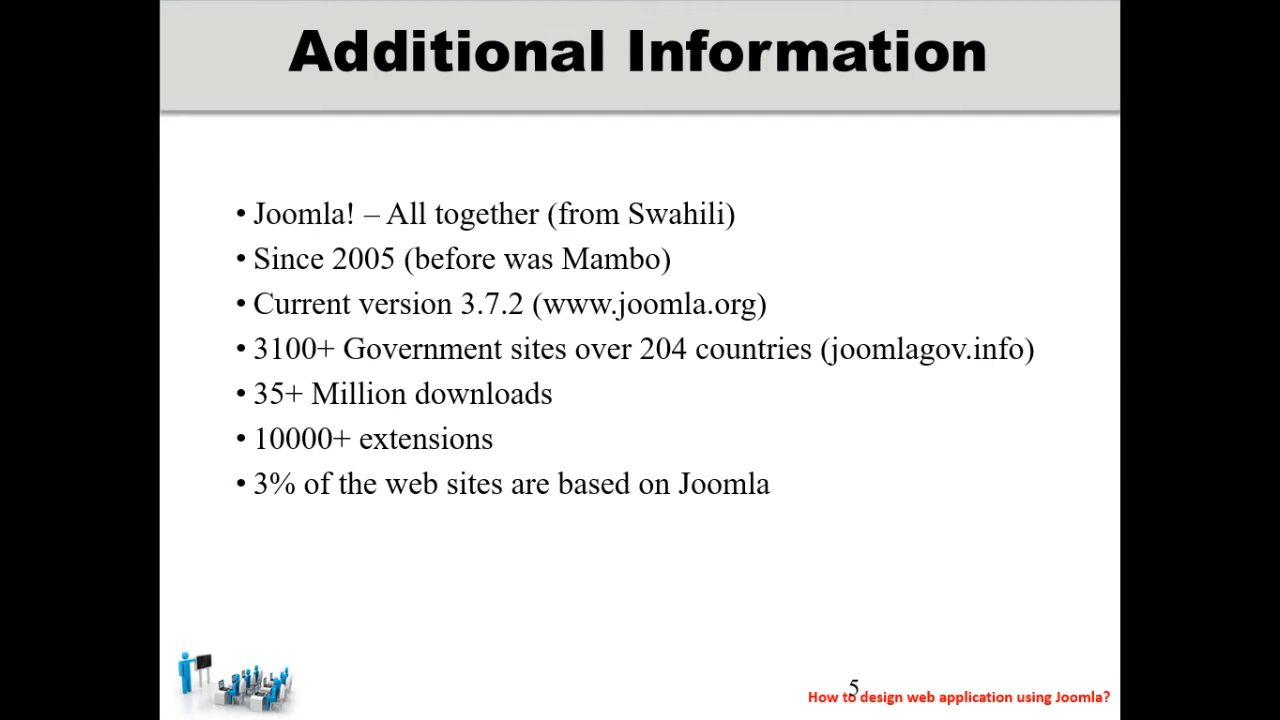 Additional Information
• Joomla! – All together (from Swahili)
• Since 2005 (before was Mambo)
• Current version 3.7.2 (www.joomla.org)
• 3100+ Government sites over 204 countries (joomlagov.info)
• 35+ Million downloads
• 10000+ extensions
• 3% of the web sites are based on Joomla
5
How to design web application using Joomla?